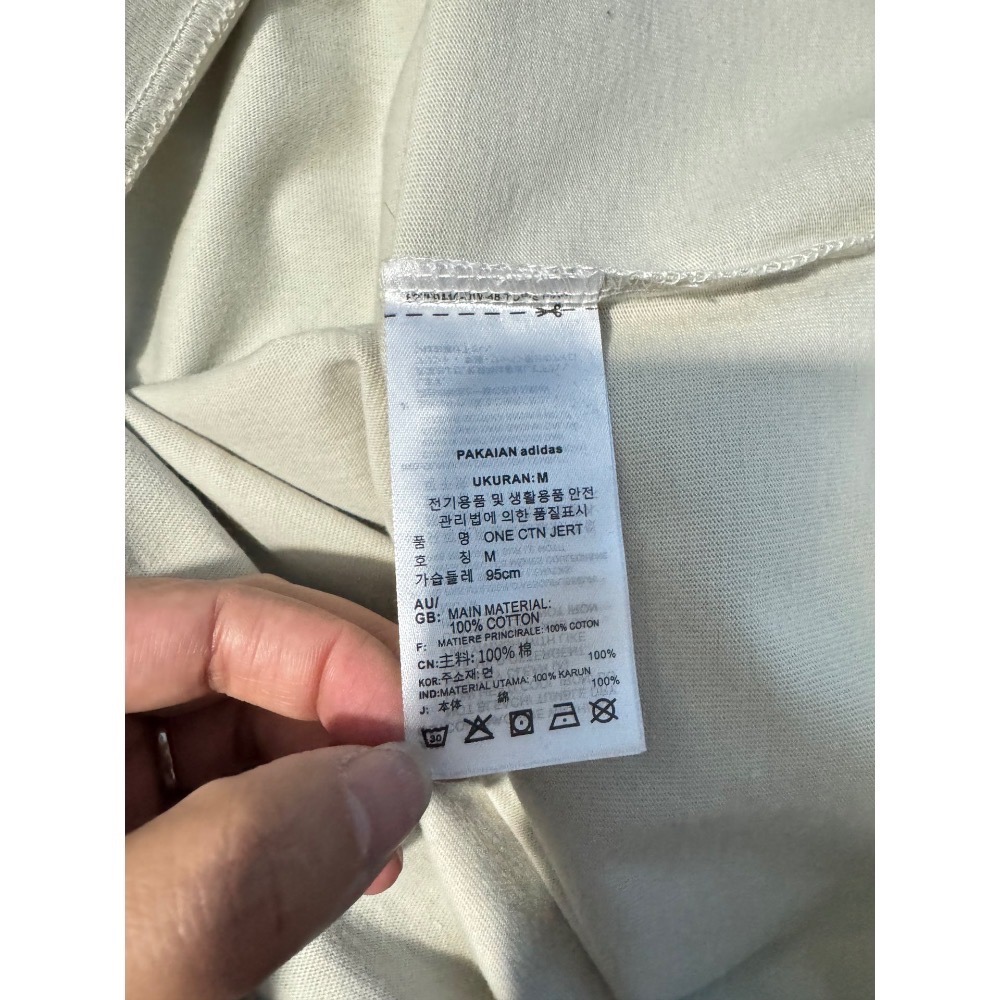 PAKAIAN adidas
UKURAN: M
전기용품 및 생활용품 안전
관리법에 의한 품질표시
품 명 ONE CTN JERT
호 칭 M
가슴둘레 95cm
AU/
GB: MAIN MATERIAL:
100% COTTON
F: MATIERE PRINCIPALE: 100% COTON
CN:主料: 100% 棉
KOR:주소재: 면 100%
IND:MATERIAL UTAMA: 100% KARUN
J: 本体 綿 100%
30